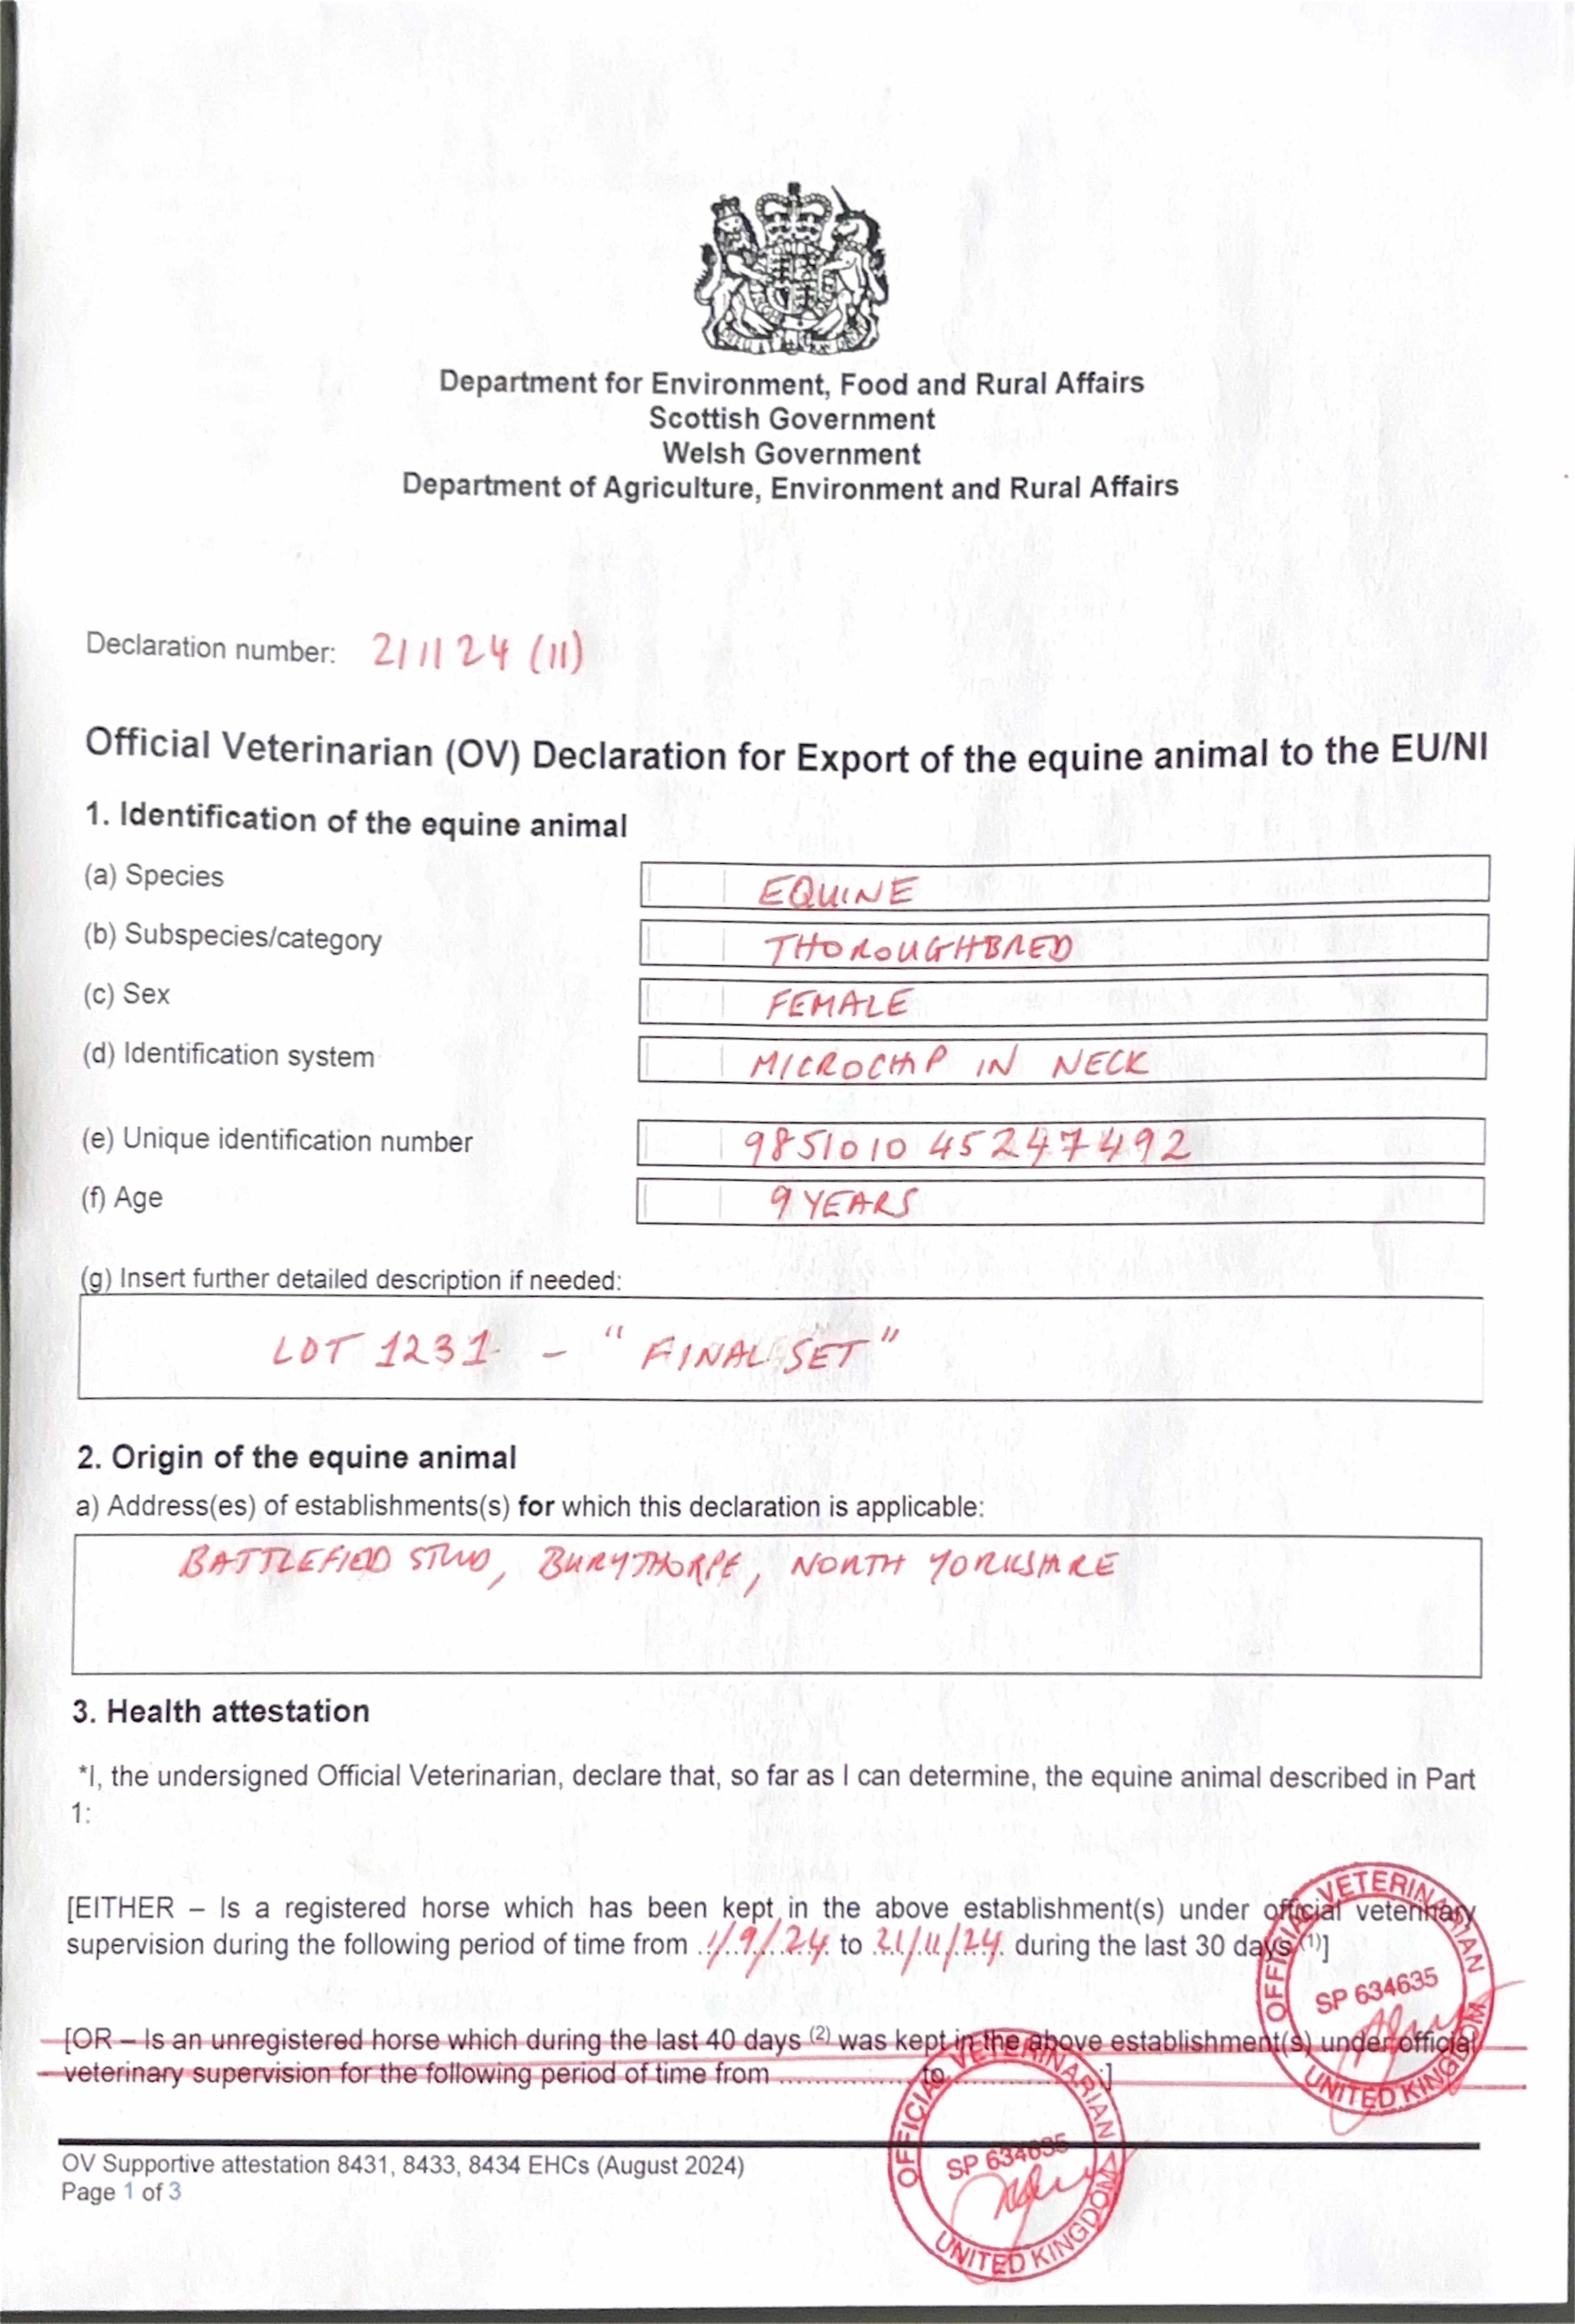 Department for Environment, Food and Rural Affairs
Scottish Government
Welsh Government
Department of Agriculture, Environment and Rural Affairs
Declaration number: 211124 (11)
Official Veterinarian (OV) Declaration for Export of the equine animal to the EU/NI
1. Identification of the equine animal
(a) Species EQUINE
(b) Subspecies/category THOROUGHBRED
(c) Sex FEMALE
(d) Identification system MICROCHIP IN NECK
(e) Unique identification number 985101045247492
(f) Age 9 YEARS
(g) Insert further detailed description if needed:
LOT 1231 - "FINAL SET"
2. Origin of the equine animal
a) Address(es) of establishments(s) for which this declaration is applicable:
BATTLEFIELD STUD, BURYTHORPE, NORTH YORKSHIRE
3. Health attestation
*I, the undersigned Official Veterinarian, declare that, so far as I can determine, the equine animal described in Part
1:
[EITHER – Is a registered horse which has been kept in the above establishment(s) under official veterinary
supervision during the following period of time from 1/9/24 to 21/11/24 during the last 30 days (1)]
[OR – Is an unregistered horse which during the last 40 days (2) was kept in the above establishment(s) under official
veterinary supervision for the following period of time from ............... to ...............]
OFFICIAL VETERINARIAN
SP 634635
UNITED KINGDOM
OFFICIAL VETERINARIAN
SP 634635
UNITED KINGDOM
OV Supportive attestation 8431, 8433, 8434 EHCs (August 2024)
Page 1 of 3